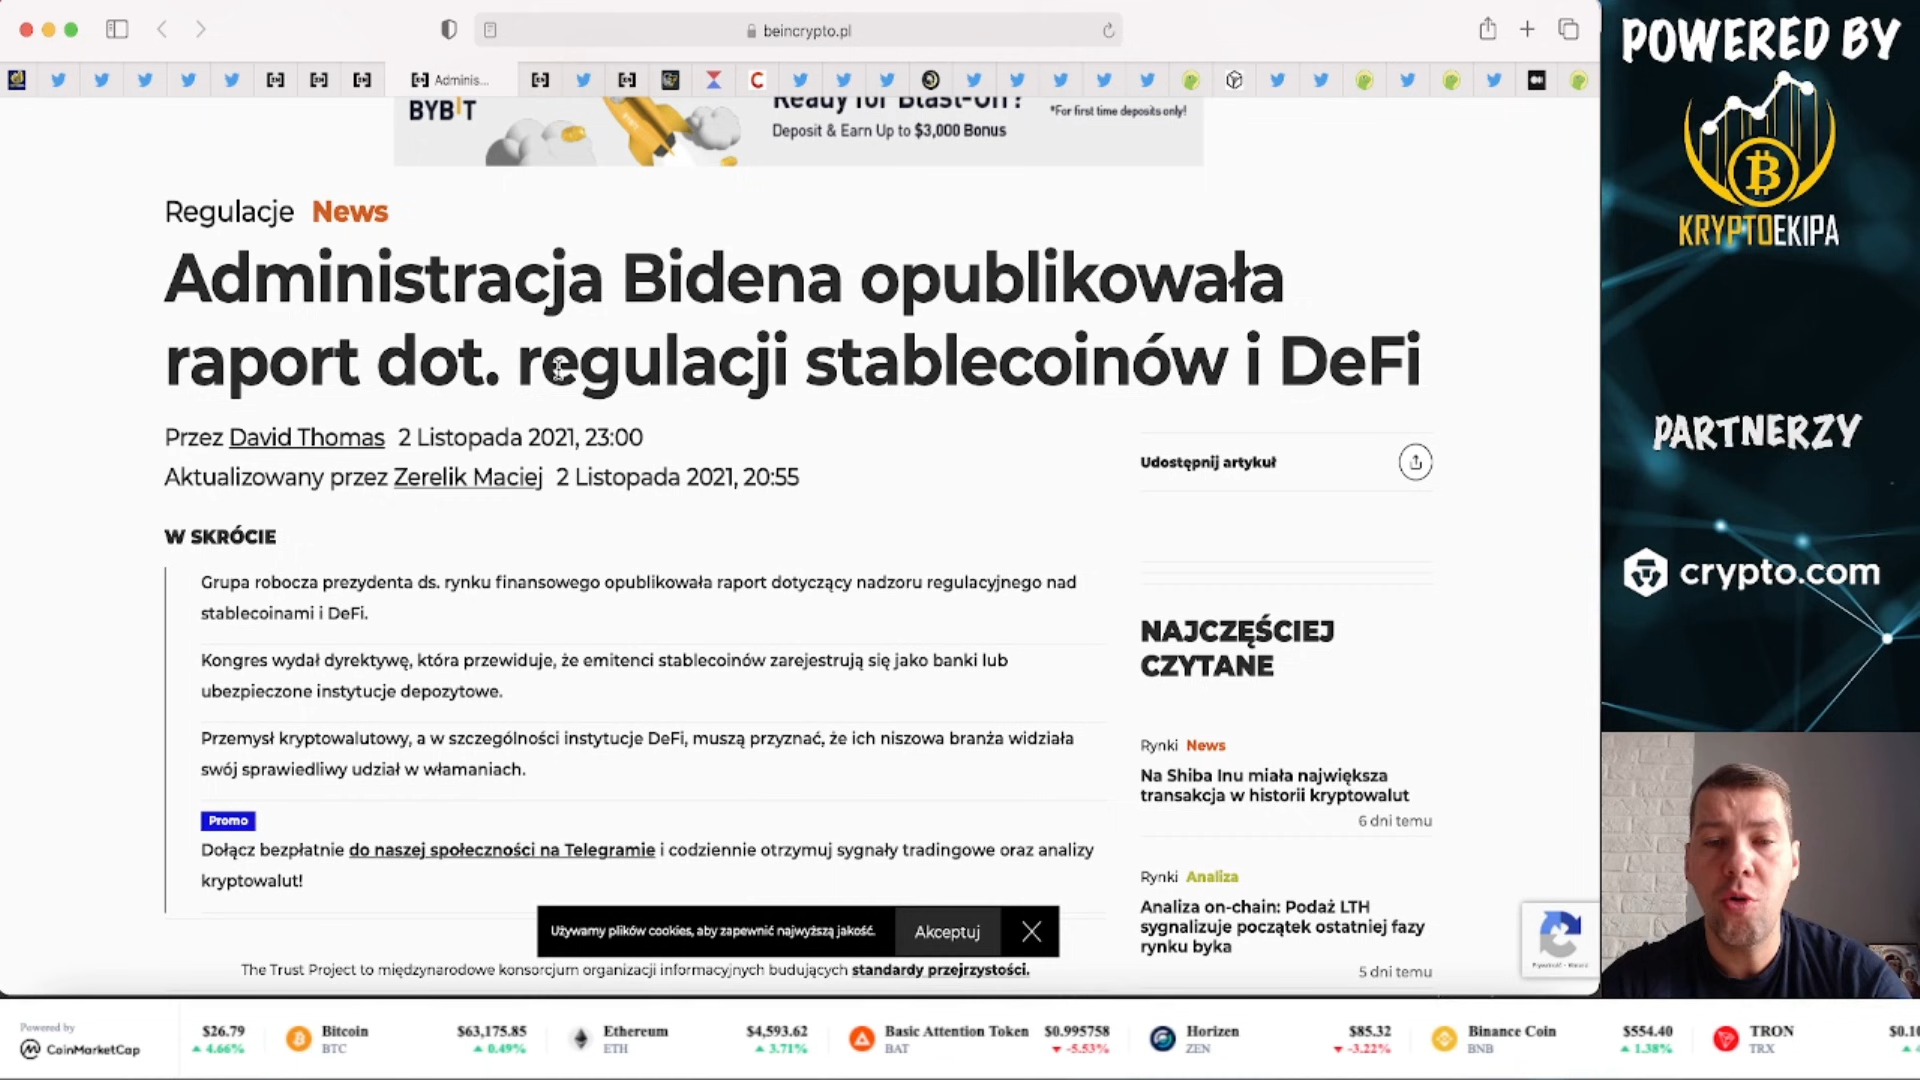 beincrypto.pl
Adminis...
BYBIT
Ready for Blast-Off?
Deposit & Earn Up to $3,000 Bonus
*For first time deposits only!
Regulacje News
Administracja Bidena opublikowała
raport dot. regulacji stablecoinów i DeFi
Przez David Thomas 2 Listopada 2021, 23:00
Aktualizowany przez Zerelik Maciej 2 Listopada 2021, 20:55
W SKRÓCIE
Grupa robocza prezydenta ds. rynku finansowego opublikowała raport dotyczący nadzoru regulacyjnego nad
stablecoinami i DeFi.
Kongres wydał dyrektywę, która przewiduje, że emitenci stablecoinów zarejestrują się jako banki lub
ubezpieczone instytucje depozytowe.
Przemysł kryptowalutowy, a w szczególności instytucje DeFi, muszą przyznać, że ich niszowa branża widziała
swój sprawiedliwy udział w włamaniach.
Promo
Dołącz bezpłatnie do naszej społeczności na Telegramie i codziennie otrzymuj sygnały tradingowe oraz analizy
kryptowalut!
Używamy plików cookies, aby zapewnić najwyższą jakość.
Akceptuj
The Trust Project to międzynarodowe konsorcjum organizacji informacyjnych budujących standardy przejrzystości.
Udostępnij artykuł
NAJCZĘŚCIEJ
CZYTANE
Rynki News
Na Shiba Inu miała największa
transakcja w historii kryptowalut
6 dni temu
Rynki Analiza
Analiza on-chain: Podaż LTH
sygnalizuje początek ostatniej fazy
rynku byka
5 dni temu
POWERED BY
KRYPTOEKIPA
PARTNERZY
crypto.com
Powered by
CoinMarketCap
$26.79
4.66%
Bitcoin
BTC
$63,175.85
0.49%
Ethereum
ETH
$4,593.62
3.71%
Basic Attention Token
BAT
$0.995758
-5.53%
Horizen
ZEN
$85.32
-3.22%
Binance Coin
BNB
$554.40
1.38%
TRON
TRX